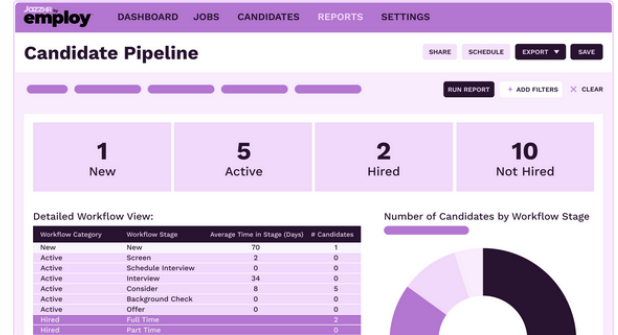 JazzHR by
employ
DASHBOARD JOBS CANDIDATES REPORTS SETTINGS
Candidate Pipeline
SHARE SCHEDULE EXPORT ▼ SAVE
RUN REPORT + ADD FILTERS × CLEAR
1 5 2 10
New Active Hired Not Hired
Detailed Workflow View:
Number of Candidates by Workflow Stage
Workflow Category Workflow Stage Average Time in Stage (Days) # Candidates
New New 70 1
Active Screen 2 0
Active Schedule Interview 0 0
Active Interview 34 0
Active Consider 8 5
Active Background Check 0 0
Active Offer 0 0
Hired Full Time 2
Hired Part Time 0